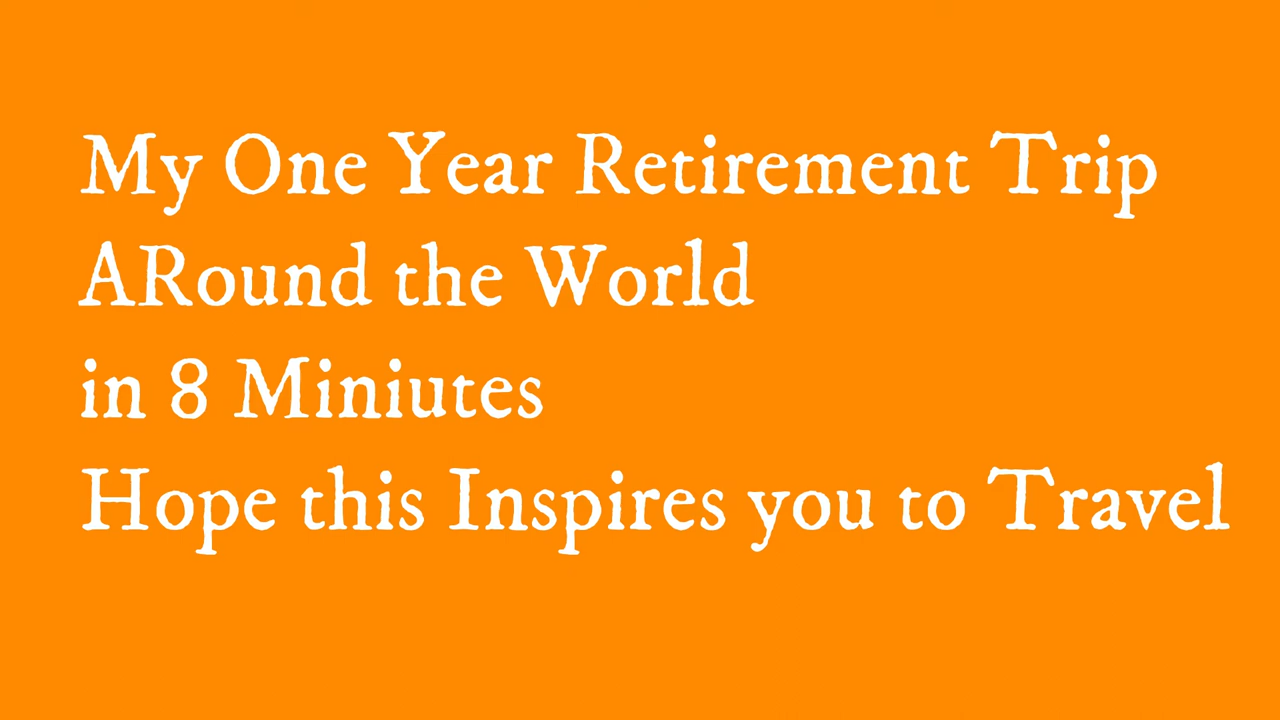 My One Year Retirement Trip
ARound the World
in 8 Miniutes
Hope this Inspires you to Travel